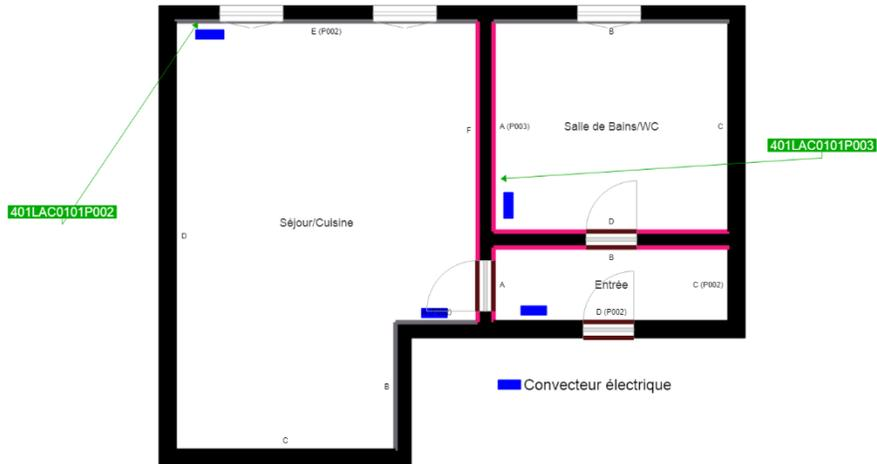 E (P002)
B
F
A (P003)
Salle de Bains/WC
C
401LAC0101P003
401LAC0101P002
D
Séjour/Cuisine
D
B
A
Entrée
C (P002)
D (P002)
B
Convecteur électrique
C